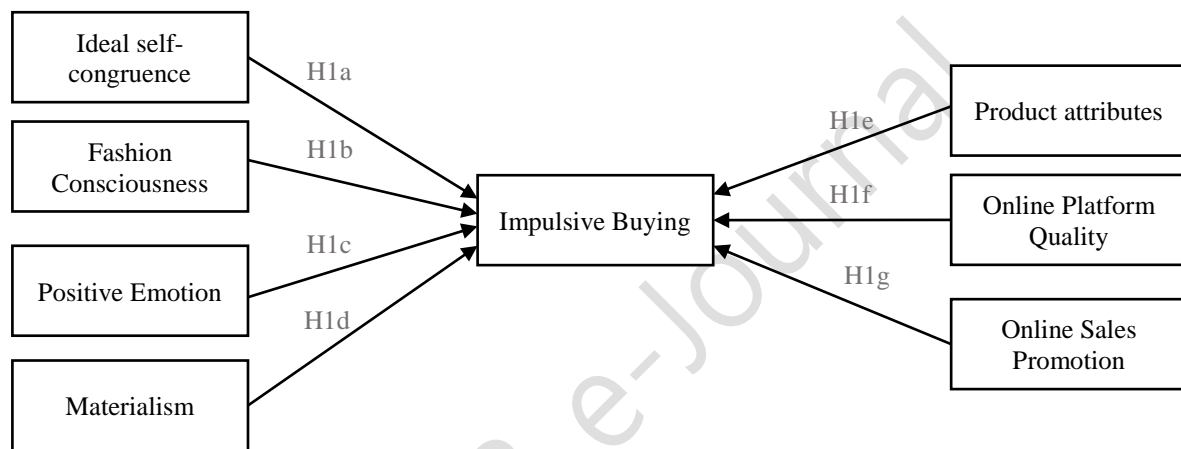 Ideal self-
congruence
H1a
Fashion
Consciousness
H1b
Positive Emotion
H1c
Materialism
H1d
Impulsive Buying
H1e
Product attributes
H1f
Online Platform
Quality
H1g
Online Sales
Promotion
e-Journal